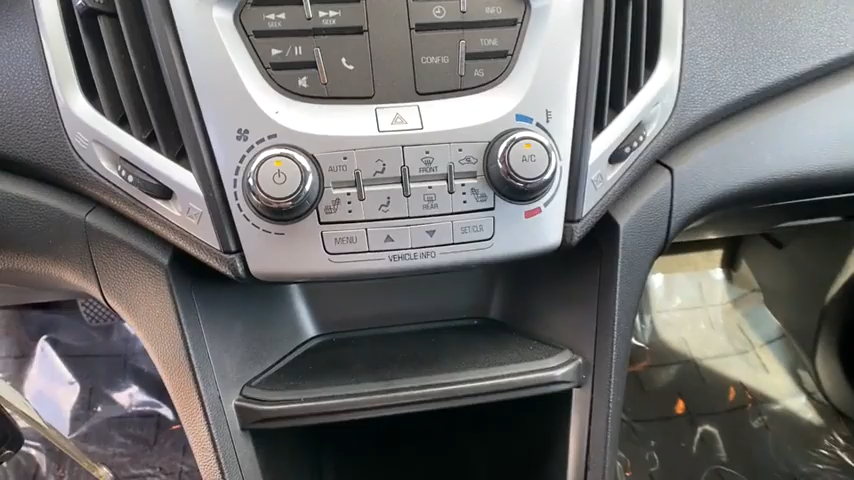 SEEK SEEK
INFO
CONFIG TONE
AS
AUTO FRONT
REAR
A/C
MENU SET/CLR
VEHICLE INFO